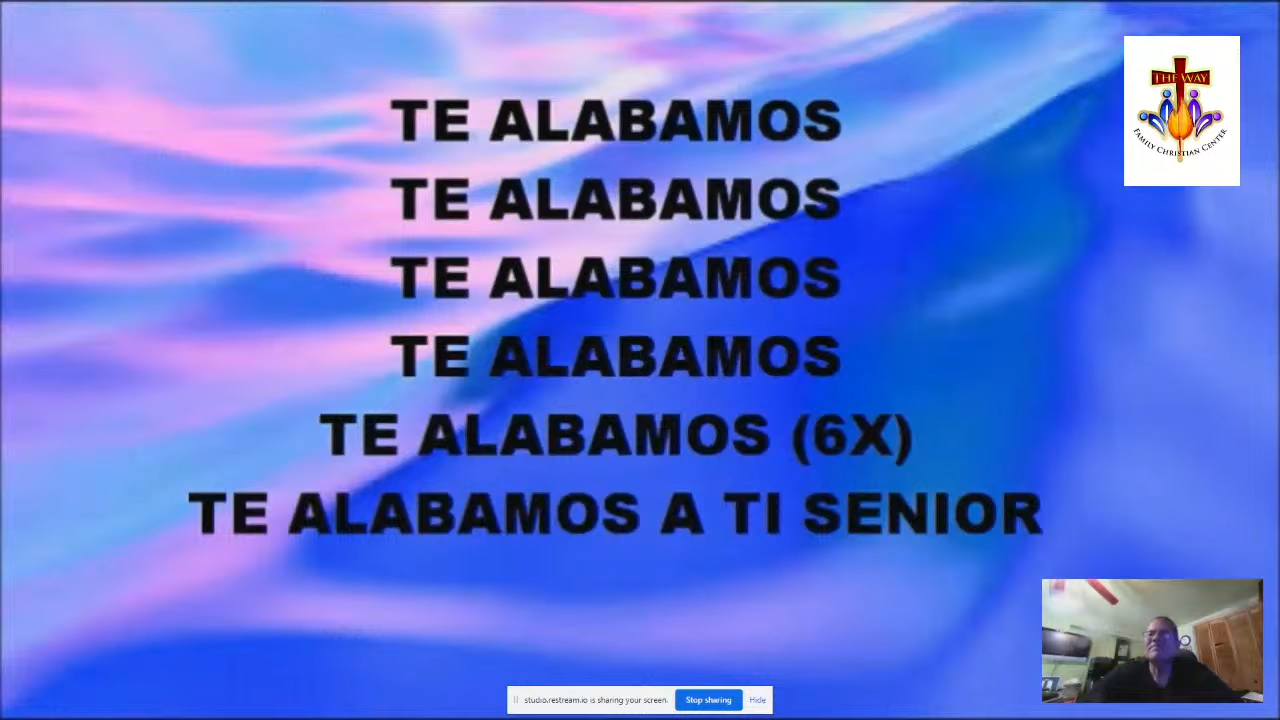 THE WAY
FAMILY CHRISTIAN CENTER
TE ALABAMOS
TE ALABAMOS
TE ALABAMOS
TE ALABAMOS
TE ALABAMOS (6X)
TE ALABAMOS A TI SENIOR
studio.restream.io is sharing your screen.
Stop sharing
Hide